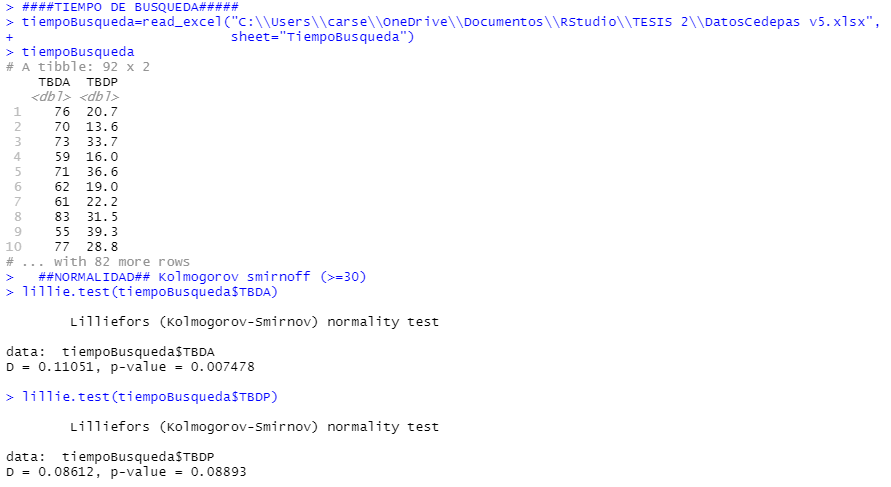 > ####TIEMPO DE BUSQUEDA#####
> tiempoBusqueda=read_excel("C:\\Users\\carse\\OneDrive\\Documentos\\RStudio\\TESIS 2\\DatosCedepas v5.xlsx",
+                           sheet="TiempoBusqueda")
> tiempoBusqueda
# A tibble: 92 x 2
    TBDA  TBDP
   <dbl> <dbl>
 1    76  20.7
 2    70  13.6
 3    73  33.7
 4    59  16.0
 5    71  36.6
 6    62  19.0
 7    61  22.2
 8    83  31.5
 9    55  39.3
10    77  28.8
# ... with 82 more rows
>   ##NORMALIDAD## Kolmogorov smirnoff (>=30)
> lillie.test(tiempoBusqueda$TBDA)
        Lilliefors (Kolmogorov-Smirnov) normality test
data:  tiempoBusqueda$TBDA
D = 0.11051, p-value = 0.007478
> lillie.test(tiempoBusqueda$TBDP)
        Lilliefors (Kolmogorov-Smirnov) normality test
data:  tiempoBusqueda$TBDP
D = 0.08612, p-value = 0.08893